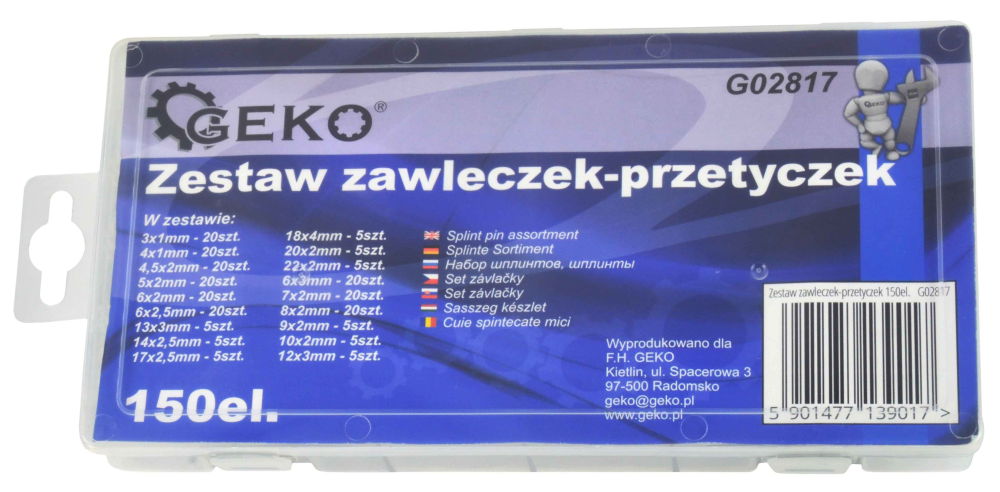 GEKO®
G02817
GEKO
Zestaw zawleczek-przetyczek
W zestawie:
3x1mm - 20szt.
4x1mm - 20szt.
4,5x2mm - 20szt.
5x2mm - 20szt.
6x2mm - 20szt.
6x2,5mm - 20szt.
13x3mm - 5szt.
14x2,5mm - 5szt.
17x2,5mm - 5szt.
18x4mm - 5szt.
20x2mm - 5szt.
22x2mm - 5szt.
6x3mm - 20szt.
7x2mm - 20szt.
8x2mm - 20szt.
9x2mm - 5szt.
10x2mm - 5szt.
12x3mm - 5szt.
Splint pin assortment
Splinte Sortiment
Набор шплинтов, шплинты
Set závlačky
Set závlačky
Sasszeg készlet
Cuie spintecate mici
150el.
Wyprodukowano dla
F.H. GEKO
Kietlin, ul. Spacerowa 3
97-500 Radomsko
geko@geko.pl
www.geko.pl
Zestaw zawleczek-przetyczek 150el. G02817
5 901477 139017 >